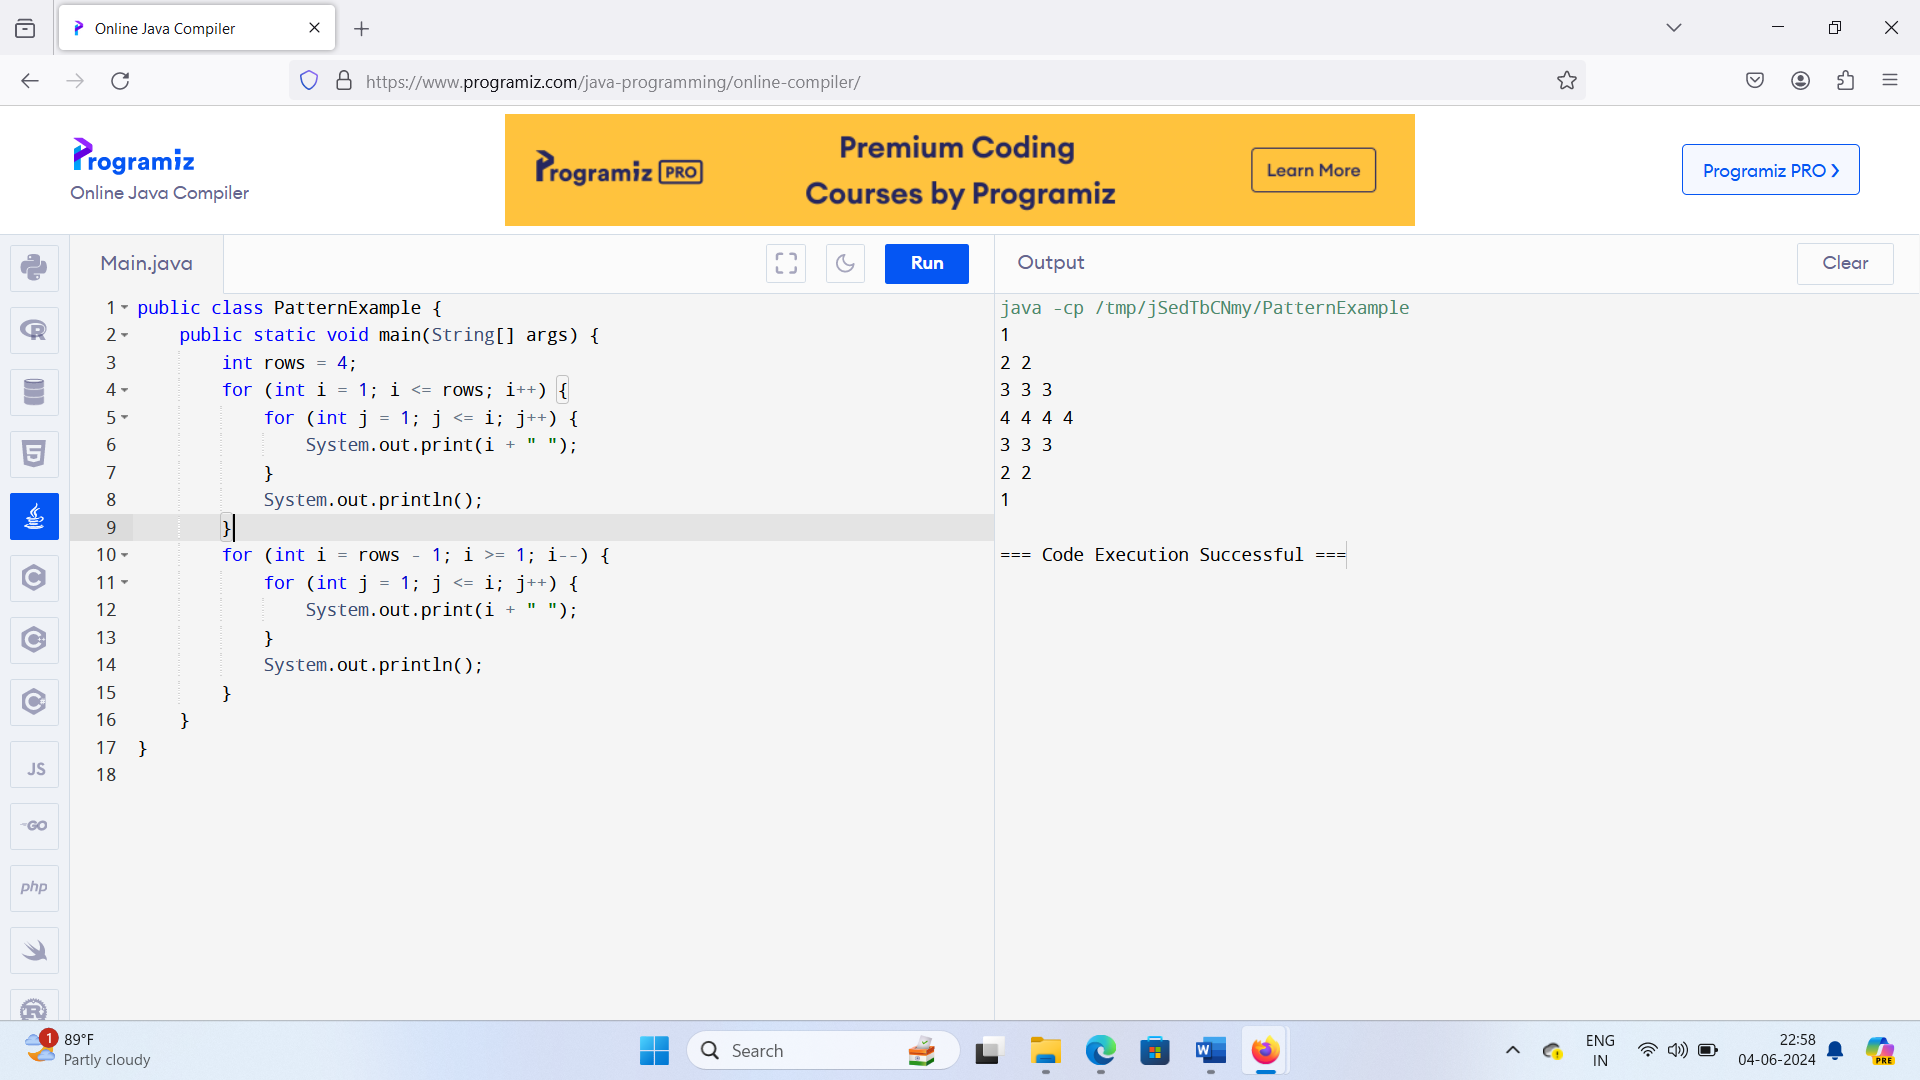 Online Java Compiler
https://www.programiz.com/java-programming/online-compiler/
Programiz
Online Java Compiler
Programiz PRO
Premium Coding
Courses by Programiz
Learn More
Programiz PRO ❯
Main.java
Run
Output
Clear
1 public class PatternExample {
2     public static void main(String[] args) {
3         int rows = 4;
4         for (int i = 1; i <= rows; i++) {
5             for (int j = 1; j <= i; j++) {
6                 System.out.print(i + " ");
7             }
8             System.out.println();
9         }
10         for (int i = rows - 1; i >= 1; i--) {
11             for (int j = 1; j <= i; j++) {
12                 System.out.print(i + " ");
13             }
14             System.out.println();
15         }
16     }
17 }
18
java -cp /tmp/jSedTbCNmy/PatternExample
1
2 2
3 3 3
4 4 4 4
3 3 3
2 2
1
=== Code Execution Successful ===
R
5
C
C
C
JS
GO
php
R
1
89°F
Partly cloudy
Search
W
ENG
IN
22:58
04-06-2024
PRE